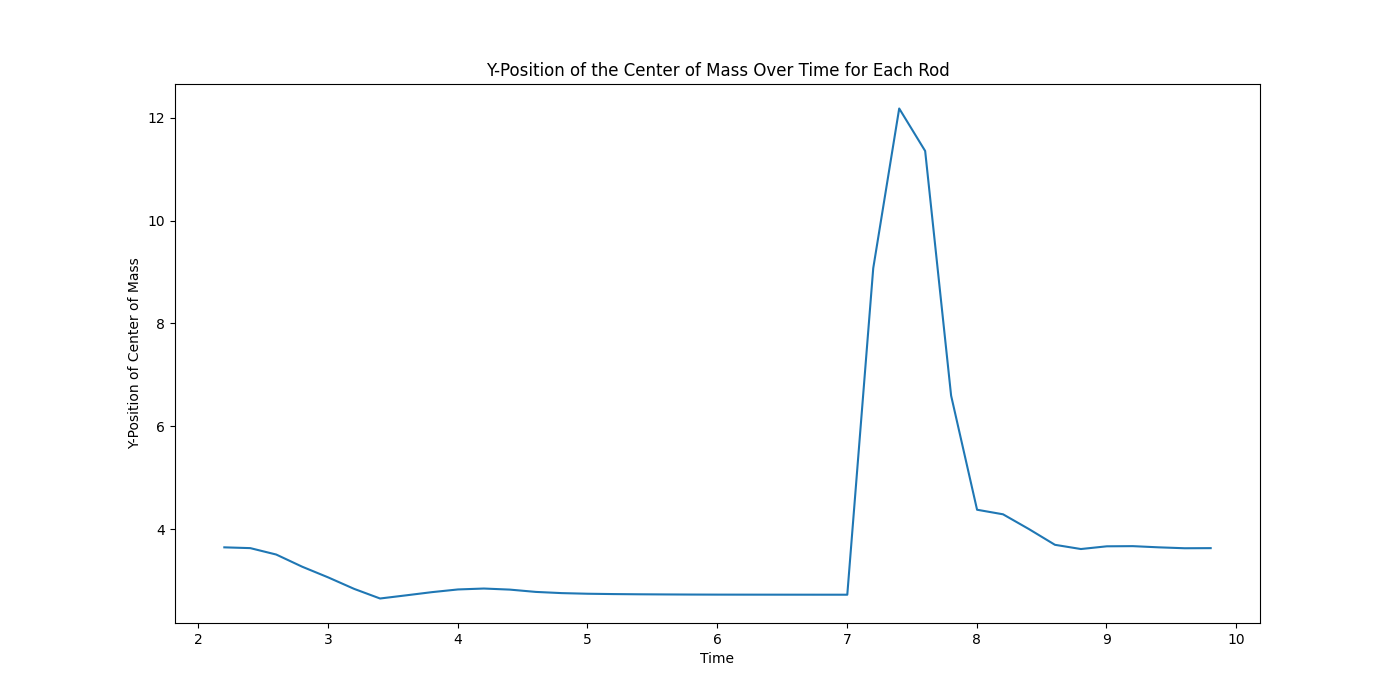 Y-Position of the Center of Mass Over Time for Each Rod
12
10
8
6
4
Y-Position of Center of Mass
2 3 4 5 6 7 8 9 10
Time